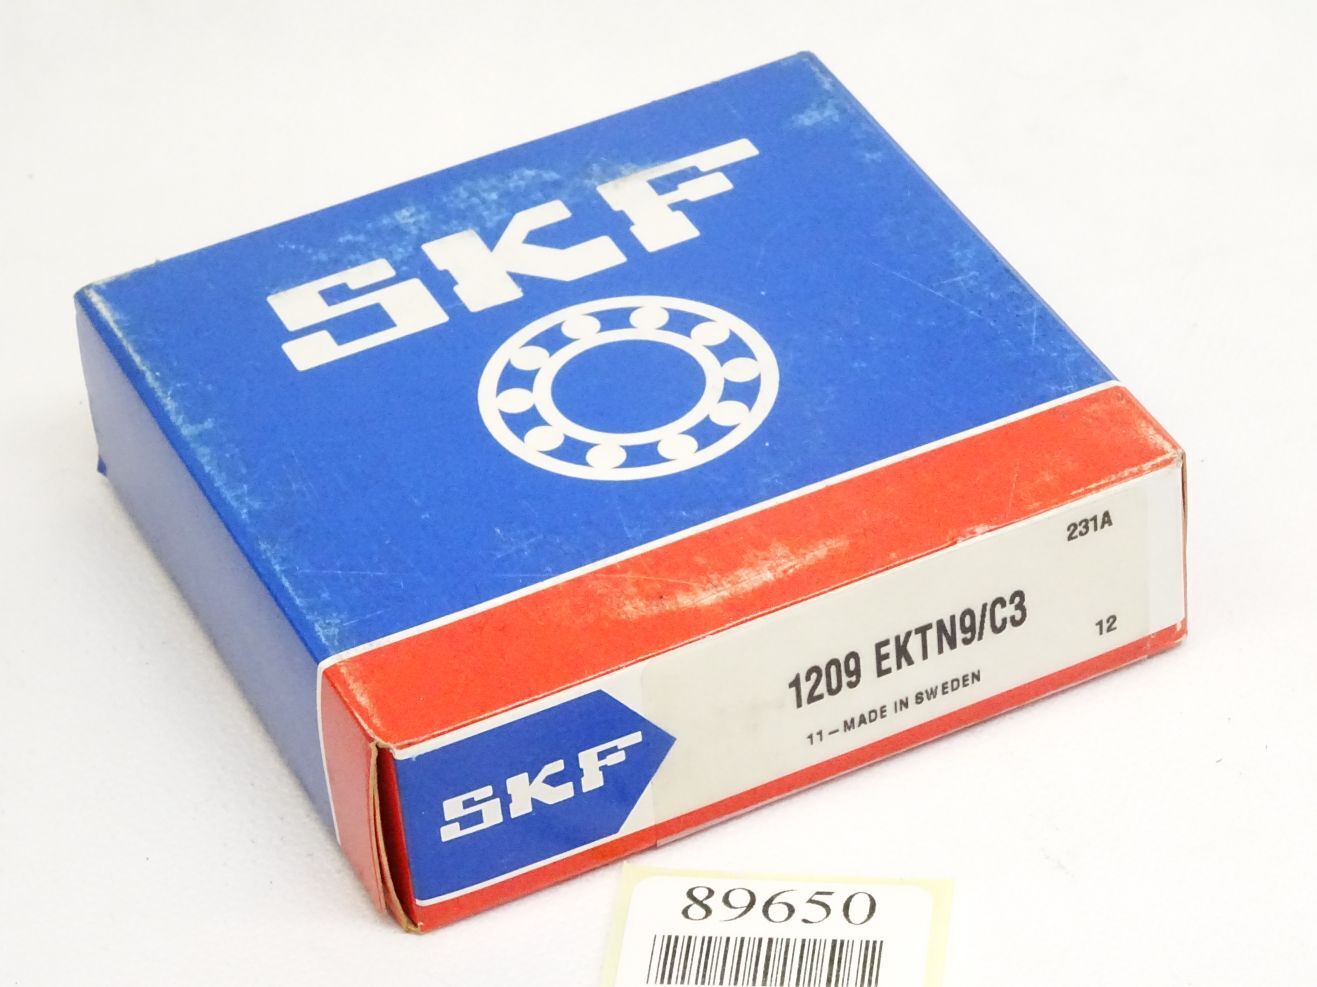 SKF
231A
1209 EKTN9/C3
12
11-MADE IN SWEDEN
SKF
89650